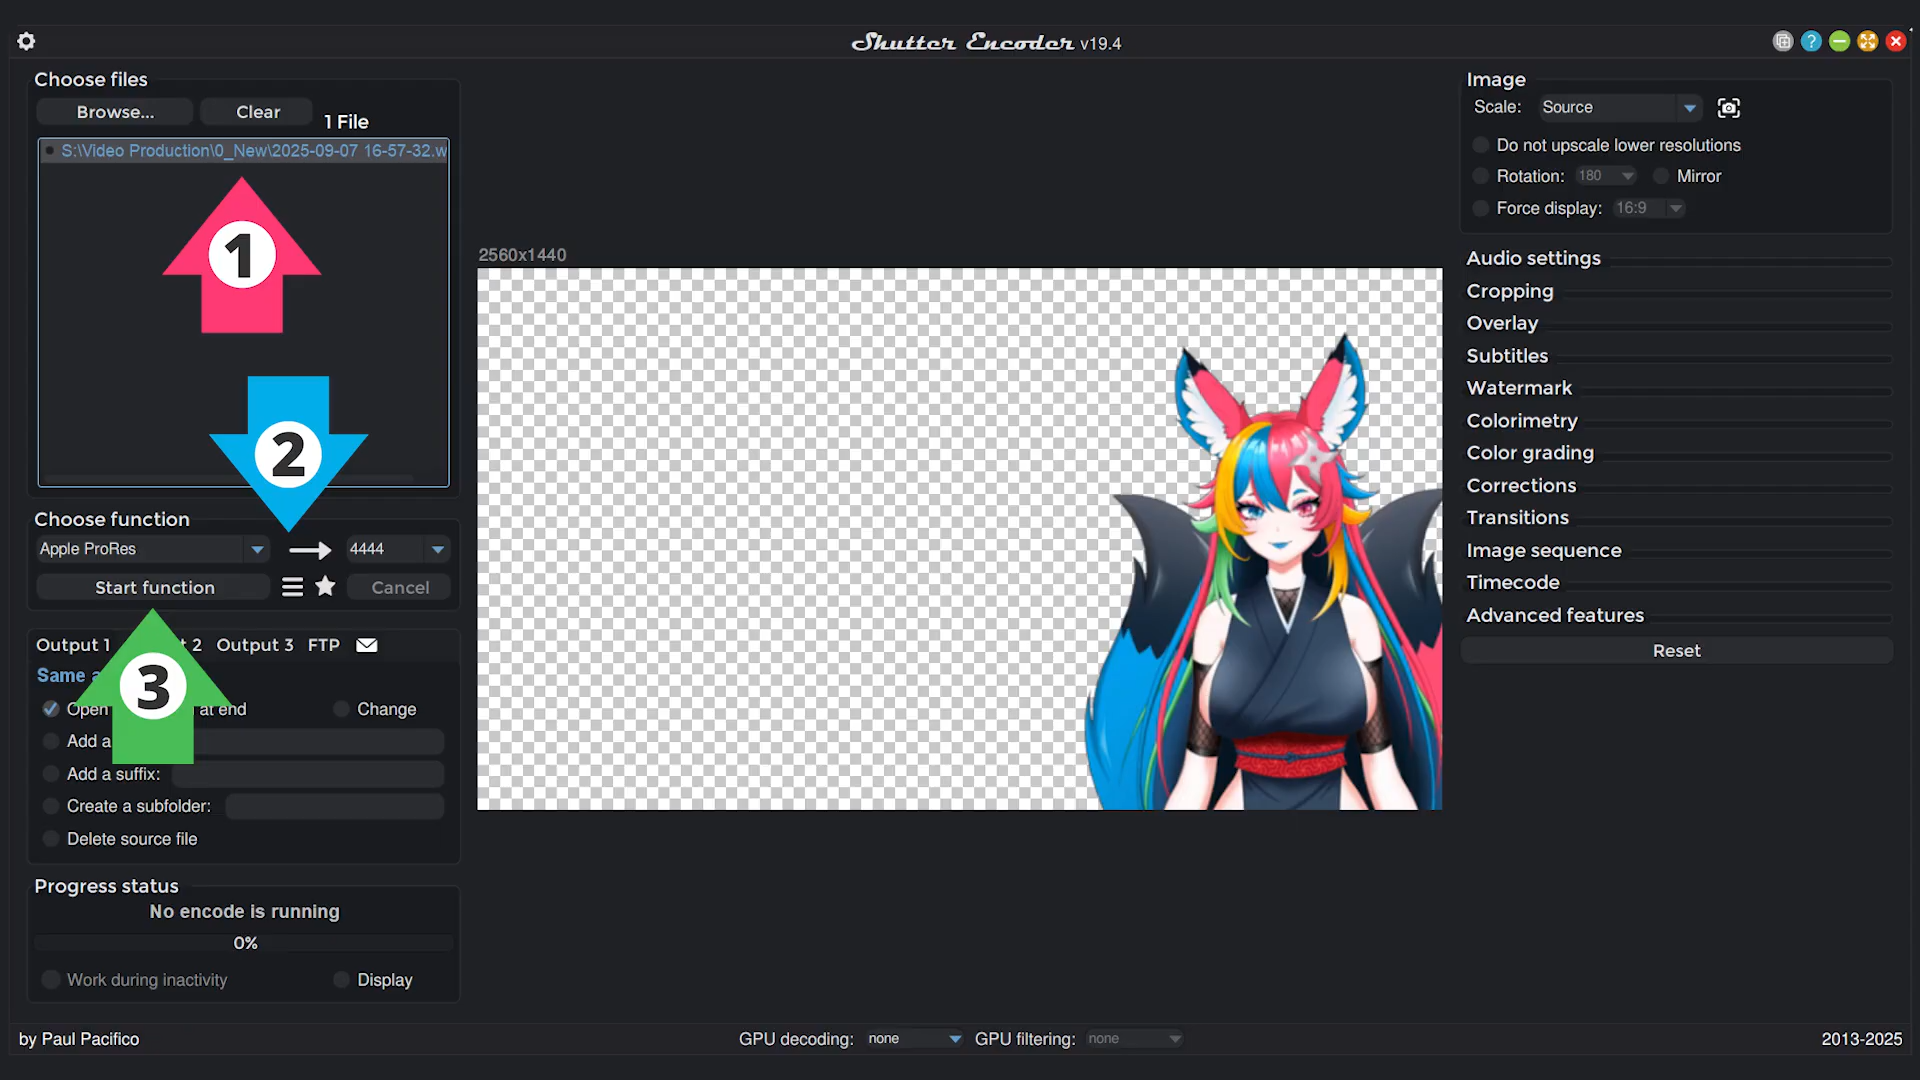 Shutter Encoder v19.4
Choose files
Browse... Clear 1 File
S:\Video Production\0_New\2025-09-07 16-57-32.w
1
2
Choose function
Apple ProRes 4444
Start function Cancel
Output 1 2 Output 3 FTP
Same a
3
Open at end Change
Add a
Add a suffix:
Create a subfolder:
Delete source file
Progress status
No encode is running
0%
Work during inactivity Display
by Paul Pacifico
2560x1440
GPU decoding: none GPU filtering: none
Image
Scale: Source
Do not upscale lower resolutions
Rotation: 180 Mirror
Force display: 16:9
Audio settings
Cropping
Overlay
Subtitles
Watermark
Colorimetry
Color grading
Corrections
Transitions
Image sequence
Timecode
Advanced features
Reset
2013-2025